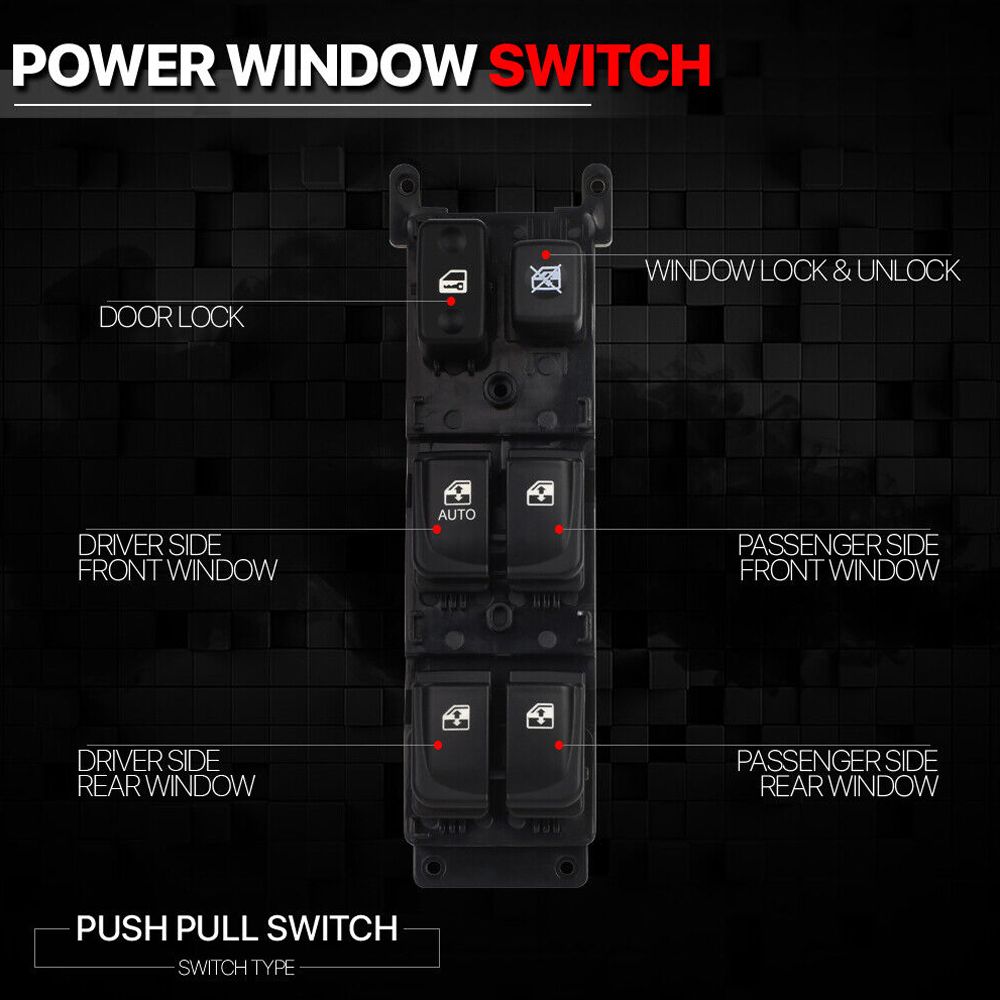 POWER WINDOW SWITCH
WINDOW LOCK & UNLOCK
DOOR LOCK
AUTO
DRIVER SIDE
FRONT WINDOW
PASSENGER SIDE
FRONT WINDOW
DRIVER SIDE
REAR WINDOW
PASSENGER SIDE
REAR WINDOW
PUSH PULL SWITCH
SWITCH TYPE